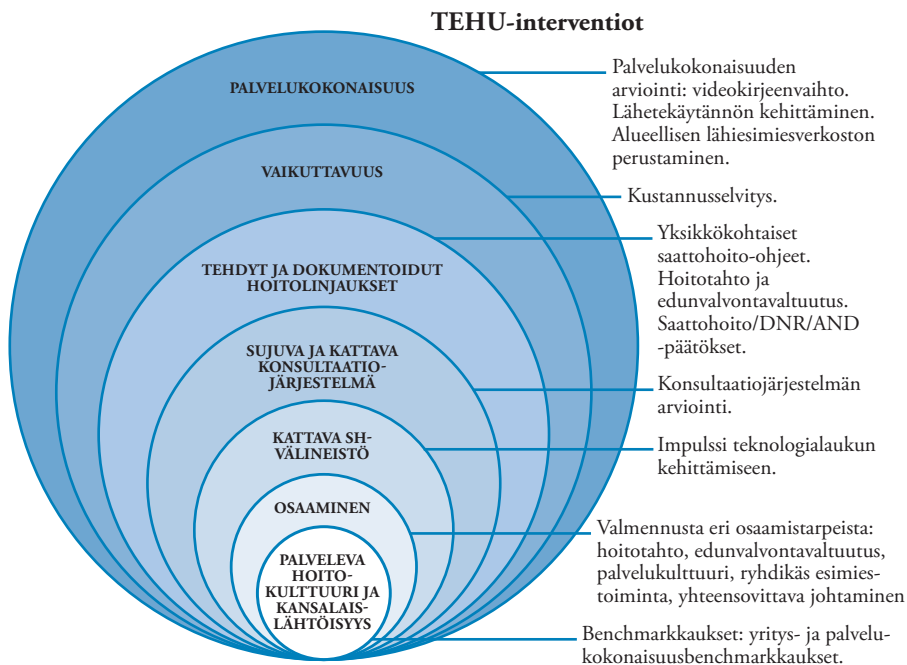 TEHU-interventiot
PALVELUKOKONAISUUS
Palvelukokonaisuuden
arviointi: videokirjeenvaihto.
Lähetekäytännön kehittäminen.
Alueellisen lähiesimiesverkoston
perustaminen.
VAIKUTTAVUUS
Kustannusselvitys.
TEHDYT JA DOKUMENTOIDUT
HOITOLINJAUKSET
Yksikkökohtaiset
saattohoito-ohjeet.
Hoitotahto ja
edunvalvontavaltuutus.
Saattohoito/DNR/AND
-päätökset.
SUJUVA JA KATTAVA
KONSULTAATIO-
JÄRJESTELMÄ
Konsultaatiojärjestelmän
arviointi.
KATTAVA SH-
VÄLINEISTÖ
Impulssi teknologialaukun
kehittämiseen.
OSAAMINEN
Valmennusta eri osaamistarpeista:
hoitotahto, edunvalvontavaltuutus,
palvelukulttuuri, ryhdikäs esimies-
toiminta, yhteensovittava johtaminen
PALVELEVA
HOITO-
KULTTUURI JA
KANSALAIS-
LÄHTÖISYYS
Benchmarkkaukset: yritys- ja palvelu-
kokonaisuusbenchmarkkaukset.